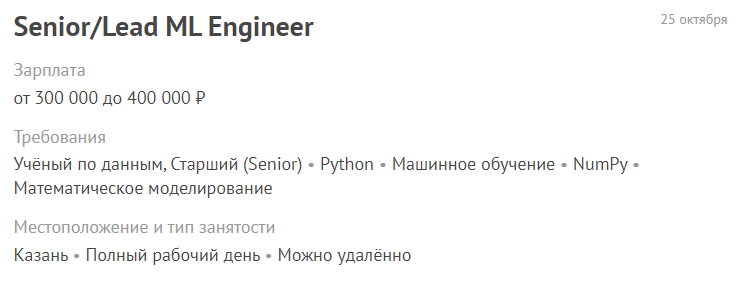 Senior/Lead ML Engineer
25 октября
Зарплата
от 300 000 до 400 000 ₽
Требования
Учёный по данным, Старший (Senior) • Python • Машинное обучение • NumPy •
Математическое моделирование
Местоположение и тип занятости
Казань • Полный рабочий день • Можно удалённо